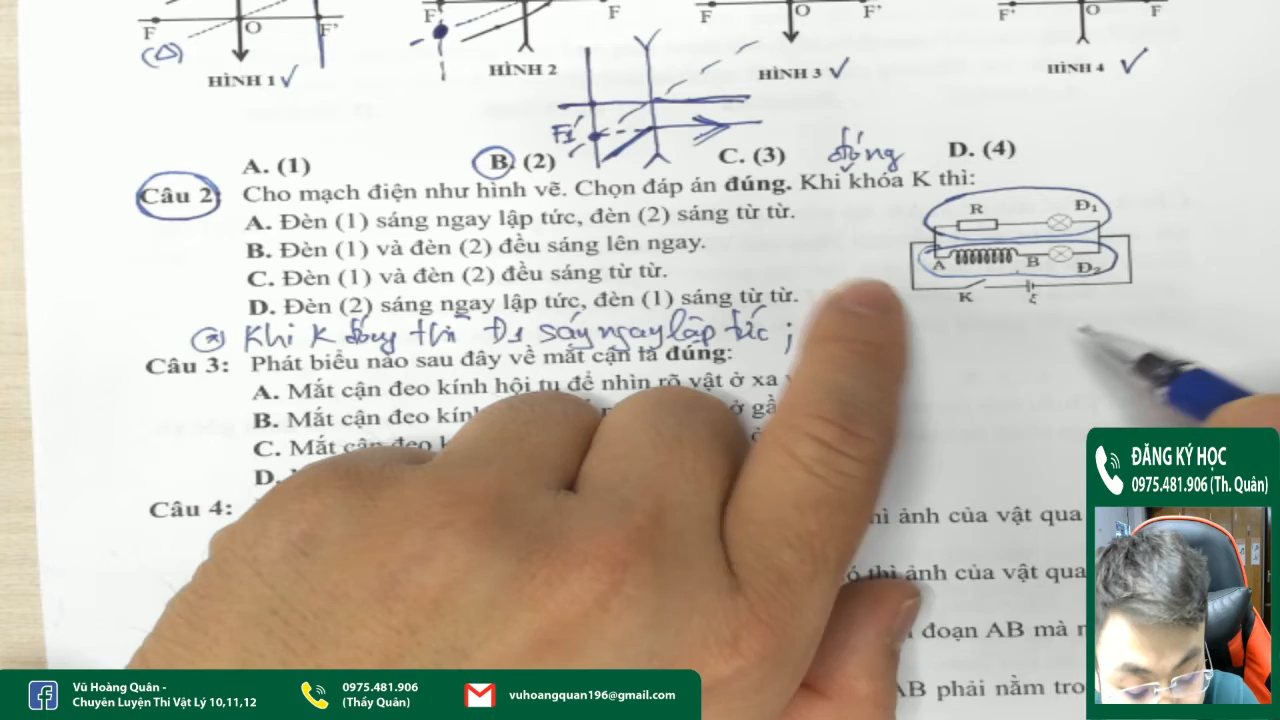 F O F'
F' F
F O F'
F' O F
(Δ)
HÌNH 1 ✓
HÌNH 2
HÌNH 3 ✓
HÌNH 4 ✓
F1'
A. (1) B. (2) C. (3) D. (4)
đóng
Câu 2: Cho mạch điện như hình vẽ. Chọn đáp án đúng. Khi khóa K thì:
A. Đèn (1) sáng ngay lập tức, đèn (2) sáng từ từ.
B. Đèn (1) và đèn (2) đều sáng lên ngay.
C. Đèn (1) và đèn (2) đều sáng từ từ.
D. Đèn (2) sáng ngay lập tức, đèn (1) sáng từ từ.
R Đ1
A B Đ2
K ξ
Khi K đóng thì Đ1 sáng ngay lập tức ;
Câu 3: Phát biểu nào sau đây về mắt cận là đúng:
A. Mắt cận đeo kính hội tụ để nhìn rõ vật ở xa
B. Mắt cận đeo kính ở gầ
C. Mắt cận đeo
D.
Câu 4:
ì ảnh của vật qua
ó thì ảnh của vật qua
đoạn AB mà
AB phải nằm tro
ĐĂNG KÝ HỌC
0975.481.906 (Th. Quân)
Vũ Hoàng Quân -
Chuyên Luyện Thi Vật Lý 10,11,12
0975.481.906
(Thầy Quân)
vuhoangquan196@gmail.com